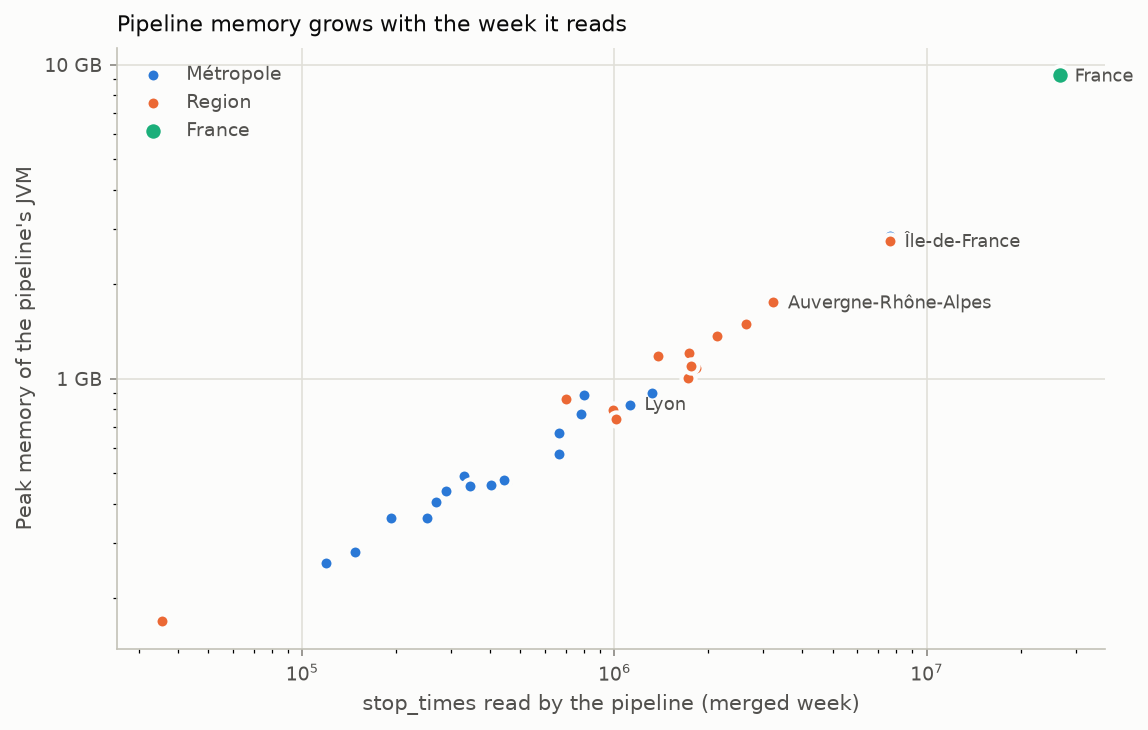 Pipeline memory grows with the week it reads
10 GB
Métropole
Region
France
France
Île-de-France
Auvergne-Rhône-Alpes
1 GB
Lyon
Peak memory of the pipeline's JVM
10⁵
10⁶
10⁷
stop_times read by the pipeline (merged week)